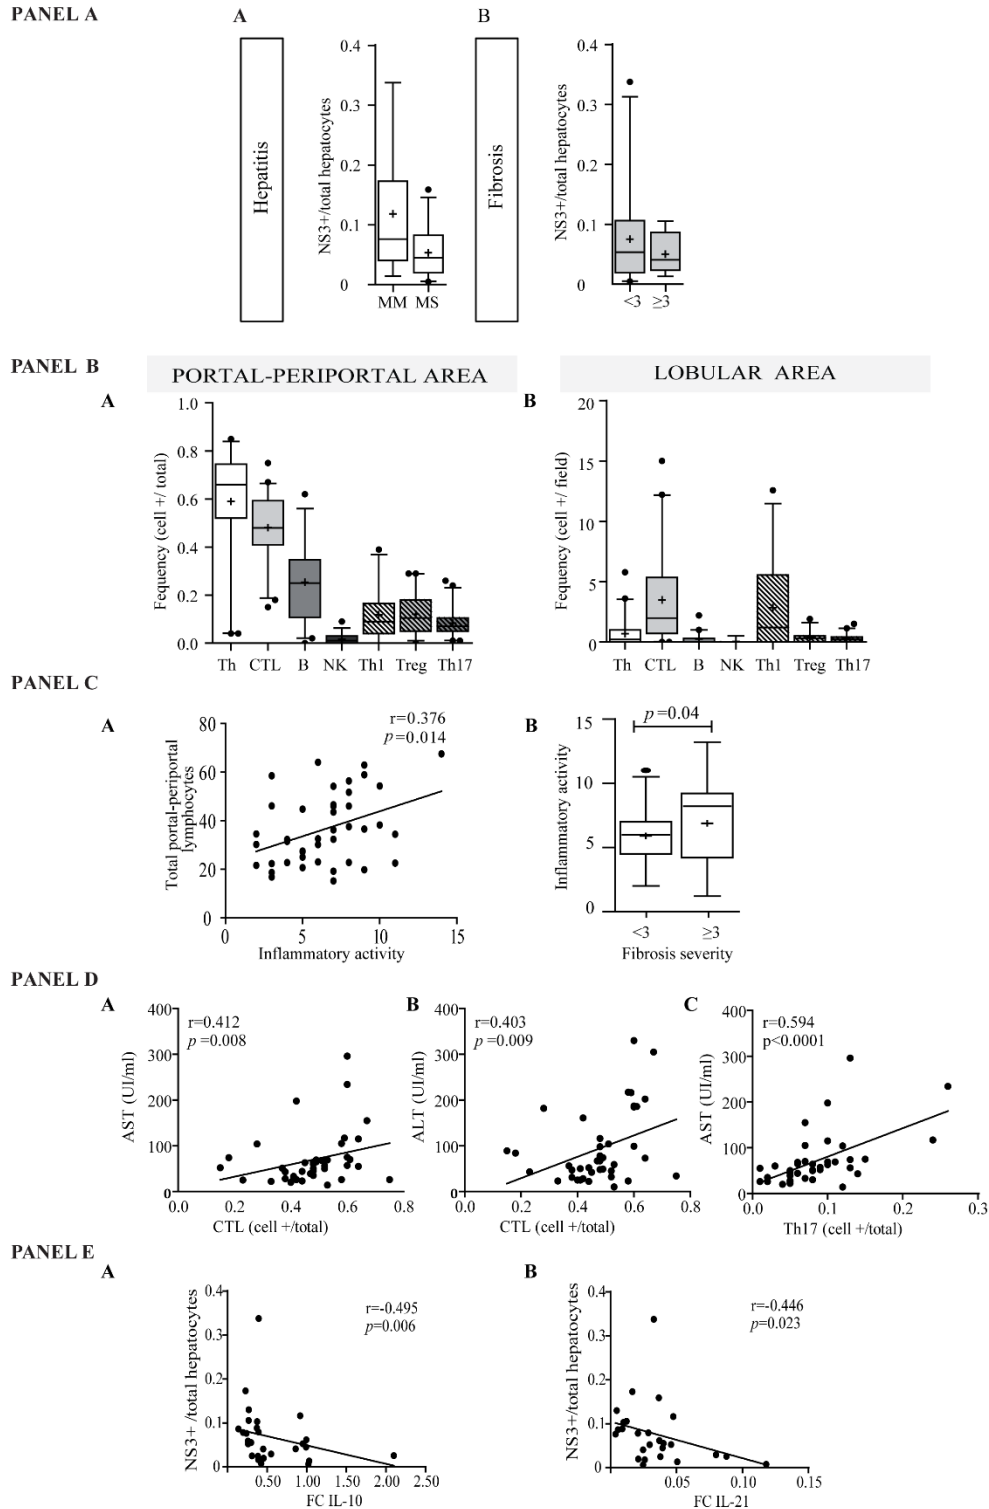 PANEL A
A
B
Hepatitis
NS3+/total hepatocytes
0.4
0.3
0.2
0.1
0
MM MS
Fibrosis
NS3+/total hepatocytes
0.4
0.3
0.2
0.1
0
<3 ≥3
PANEL B
PORTAL-PERIPORTAL AREA
LOBULAR AREA
A
Fequency (cell +/ total)
1.0
0.8
0.6
0.4
0.2
0.0
Th CTL B NK Th1 Treg Th17
B
Fequency (cell +/ field)
20
15
10
5
0
Th CTL B NK Th1 Treg Th17
PANEL C
A
Total portal-periportal
lymphocytes
80
60
40
20
0
r=0.376
p=0.014
0 5 10 15
Inflammatory activity
B
Inflammatory activity
15
10
5
0
p=0.04
<3 ≥3
Fibrosis severity
PANEL D
A
AST (UI/ml)
400
300
200
100
0
r=0.412
p =0.008
0.0 0.2 0.4 0.6 0.8
CTL (cell +/total)
B
ALT (UI/ml)
400
300
200
100
0
r=0.403
p =0.009
0.0 0.2 0.4 0.6 0.8
CTL (cell +/total)
C
AST (UI/ml)
400
300
200
100
0
r=0.594
p<0.0001
0.0 0.1 0.2 0.3
Th17 (cell +/total)
PANEL E
A
NS3+ /total hepatocytes
0.4
0.3
0.2
0.1
0
r=-0.495
p=0.006
0.50 1.00 1.50 2.00 2.50
FC IL-10
B
NS3+/total hepatocytes
0.4
0.3
0.2
0.1
0
r=-0.446
p=0.023
0.05 0.10 0.15
FC IL-21